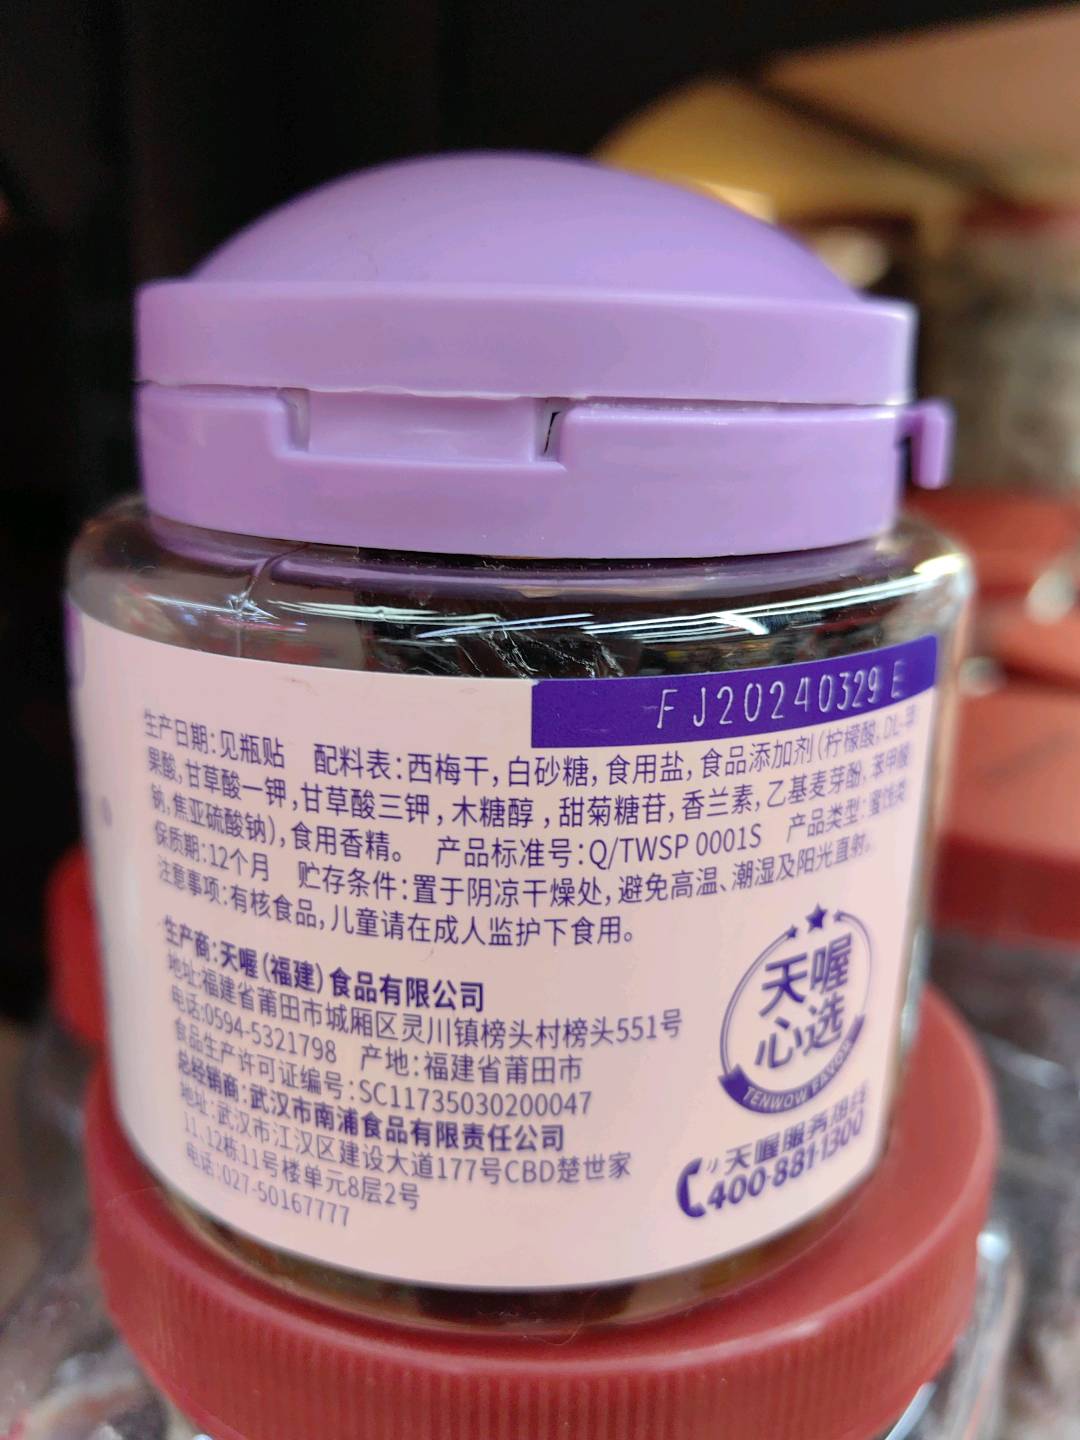 FJ20240329 E
生产日期:见瓶贴 配料表:西梅干,白砂糖,食用盐,食品添加剂(柠檬酸,DL-苹
果酸,甘草酸一钾,甘草酸三钾,木糖醇,甜菊糖苷,香兰素,乙基麦芽酚,苯甲酸
钠,焦亚硫酸钠),食用香精。 产品标准号:Q/TWSP 0001S 产品类型:蜜饯类
保质期:12个月 贮存条件:置于阴凉干燥处,避免高温、潮湿及阳光直射。
注意事项:有核食品,儿童请在成人监护下食用。
生产商:天喔(福建)食品有限公司
地址:福建省莆田市城厢区灵川镇榜头村榜头551号
电话:0594-5321798 产地:福建省莆田市
食品生产许可证编号:SC11735030200047
总经销商:武汉市南浦食品有限责任公司
地址:武汉市江汉区建设大道177号CBD楚世家
11.12栋11号楼单元8层2号
电话:027-50167777
天喔
心选
TENWOW FAVOR
天喔服务热线
400-881-1300